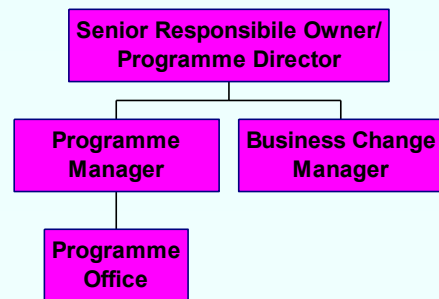 Senior Responsibile Owner/
Programme Director
Programme
Manager
Business Change
Manager
Programme
Office